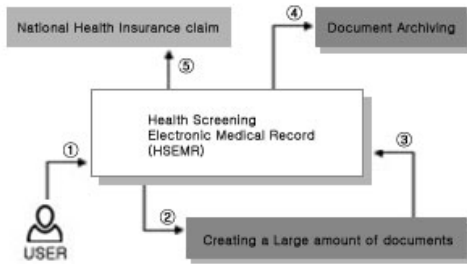 National Health Insurance claim
④
Document Archiving
⑤
Health Screening
Electronic Medical Record
(HSEMR)
①
③
②
USER
Creating a Large amount of documents